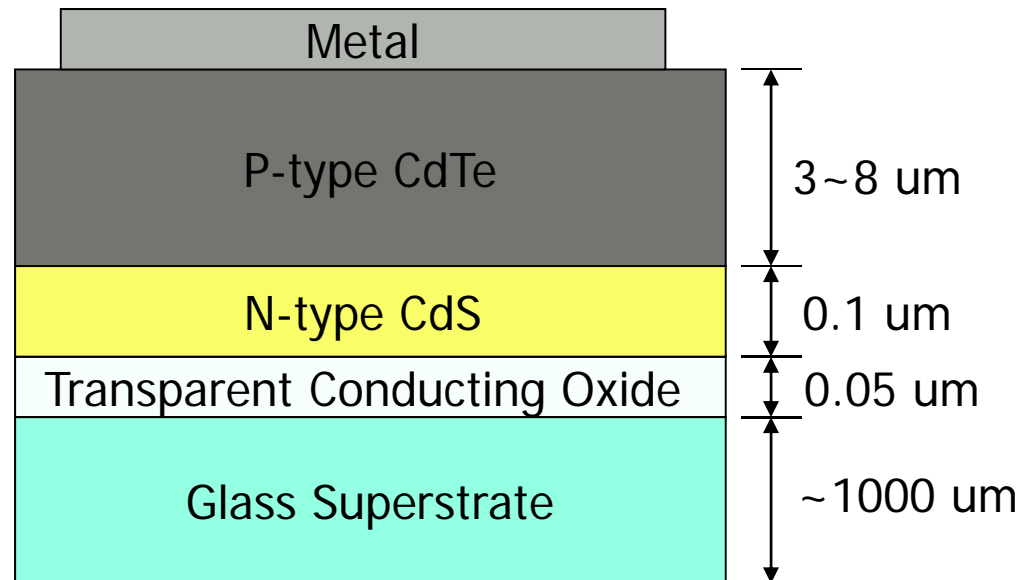 Metal
P-type CdTe
3~8 um
N-type CdS
0.1 um
Transparent Conducting Oxide
0.05 um
Glass Superstrate
~1000 um